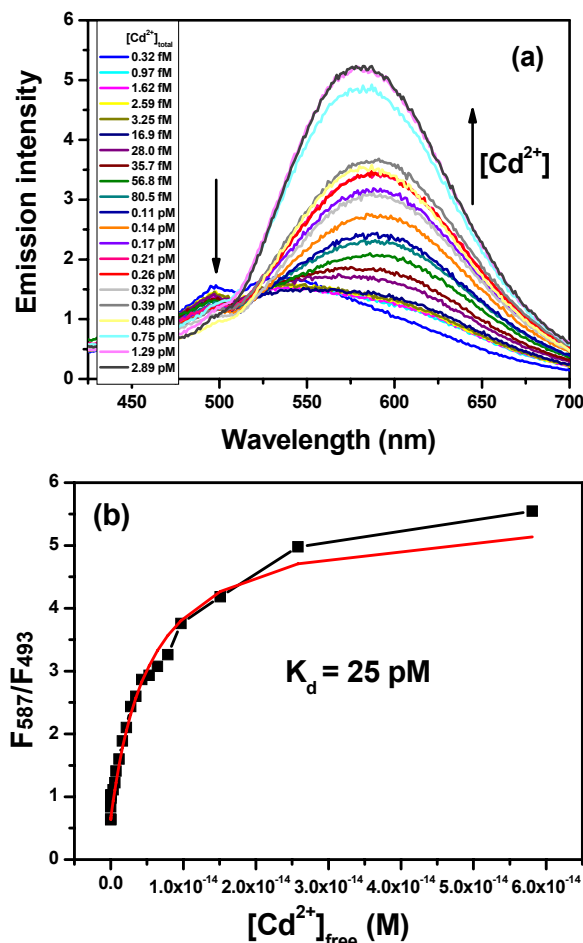 (a)
[Cd²⁺]total
0.32 fM
0.97 fM
1.62 fM
2.59 fM
3.25 fM
16.9 fM
28.0 fM
35.7 fM
56.8 fM
80.5 fM
0.11 pM
0.14 pM
0.17 pM
0.21 pM
0.26 pM
0.32 pM
0.39 pM
0.48 pM
0.75 pM
1.29 pM
2.89 pM
[Cd²⁺]
Emission intensity
6
5
4
3
2
1
0
450 500 550 600 650 700
Wavelength (nm)
(b)
K_d = 25 pM
F587/F493
6
5
4
3
2
1
0
0.0 1.0x10⁻¹⁴ 2.0x10⁻¹⁴ 3.0x10⁻¹⁴ 4.0x10⁻¹⁴ 5.0x10⁻¹⁴ 6.0x10⁻¹⁴
[Cd²⁺]free (M)